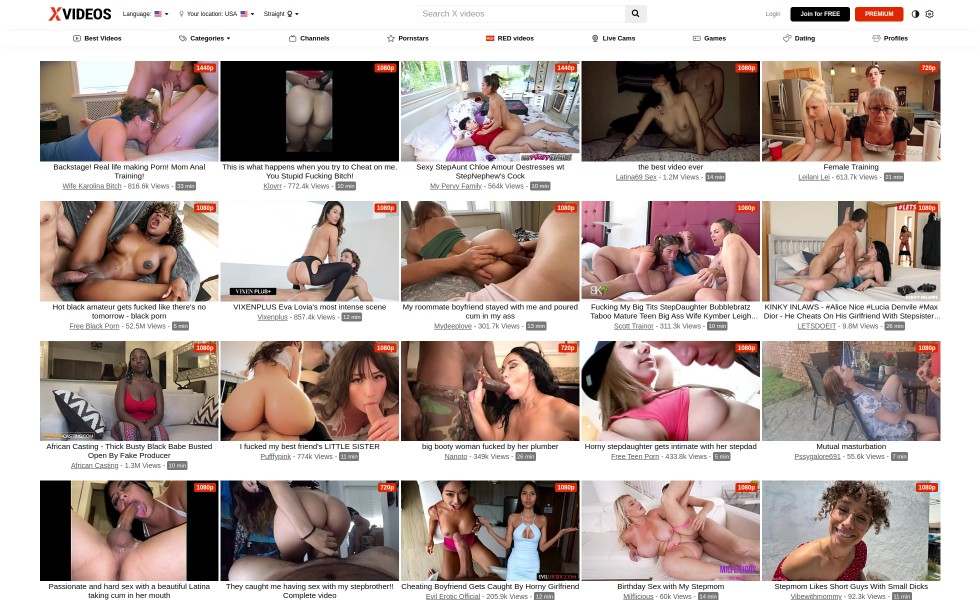 XVIDEOS
Language:
Your location: USA
Straight
Search X videos
Login
Join for FREE
PREMIUM
Best Videos
Categories
Channels
Pornstars
RED videos
Live Cams
Games
Dating
Profiles
1440p
1080p
1440p
1080p
720p
Backstage! Real life making Porn! Mom Anal
Training!
Wife Karolina Bitch - 816.6k Views - 33 min
This is what happens when you try to Cheat on me.
You Stupid Fucking Bitch!
Klovrr - 772.4k Views - 10 min
Sexy StepAunt Chloe Amour Destresses wt
StepNephew's Cock
My Pervy Family - 564k Views - 10 min
the best video ever
Latina69 Sex - 1.2M Views - 14 min
Female Training
Leilani Lei - 613.7k Views - 21 min
1080p
1080p
VIXEN PLUS+
1080p
1080p
#LETS
1080p
Hot black amateur gets fucked like there's no
tomorrow - black porn
Free Black Porn - 52.5M Views - 5 min
VIXENPLUS Eva Lovia's most intense scene
Vixenplus - 857.4k Views - 12 min
My roommate boyfriend stayed with me and poured
cum in my ass
Mydeeplove - 301.7k Views - 13 min
Fucking My Big Tits StepDaughter Bubblebratz
Taboo Mature Teen Big Ass Wife Kymber Leigh...
Scott Trainor - 311.3k Views - 10 min
KINKY INLAWS - #Alice Nice #Lucia Denvile #Max
Dior - He Cheats On His Girlfriend With Stepsister...
LETSDOEIT - 9.8M Views - 26 min
1080p
1080p
720p
1080p
1080p
African Casting - Thick Busty Black Babe Busted
Open By Fake Producer
African Casting - 1.3M Views - 10 min
I fucked my best friend's LITTLE SISTER
Puffypink - 774k Views - 11 min
big booty woman fucked by her plumber
Nanoto - 349k Views - 26 min
Horny stepdaughter gets intimate with her stepdad
Free Teen Porn - 433.8k Views - 5 min
Mutual masturbation
Pssygalore691 - 55.6k Views - 7 min
1080p
720p
1080p
1080p
1080p
Passionate and hard sex with a beautiful Latina
taking cum in her mouth
They caught me having sex with my stepbrother!!
Complete video
Cheating Boyfriend Gets Caught By Horny Girlfriend
Evil Erotic Official - 205.9k Views - 12 min
Birthday Sex with My Stepmom
Milficious - 60k Views - 14 min
Stepmom Likes Short Guys With Small Dicks
Vibewithmommy - 92.3k Views - 11 min